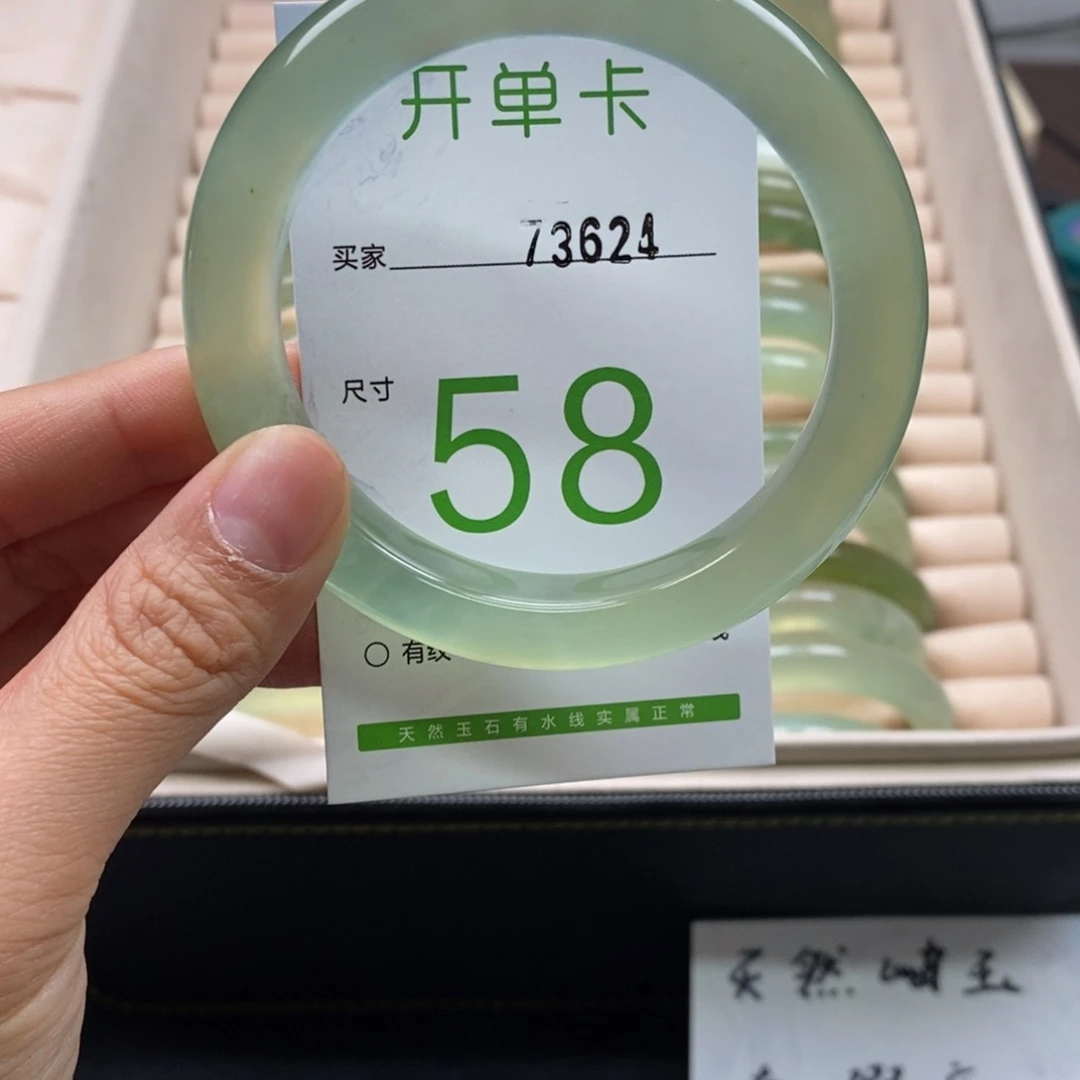 开单卡
买家 73624
尺寸 58
○ 有纹
天然玉石有水线实属正常
天然岫玉